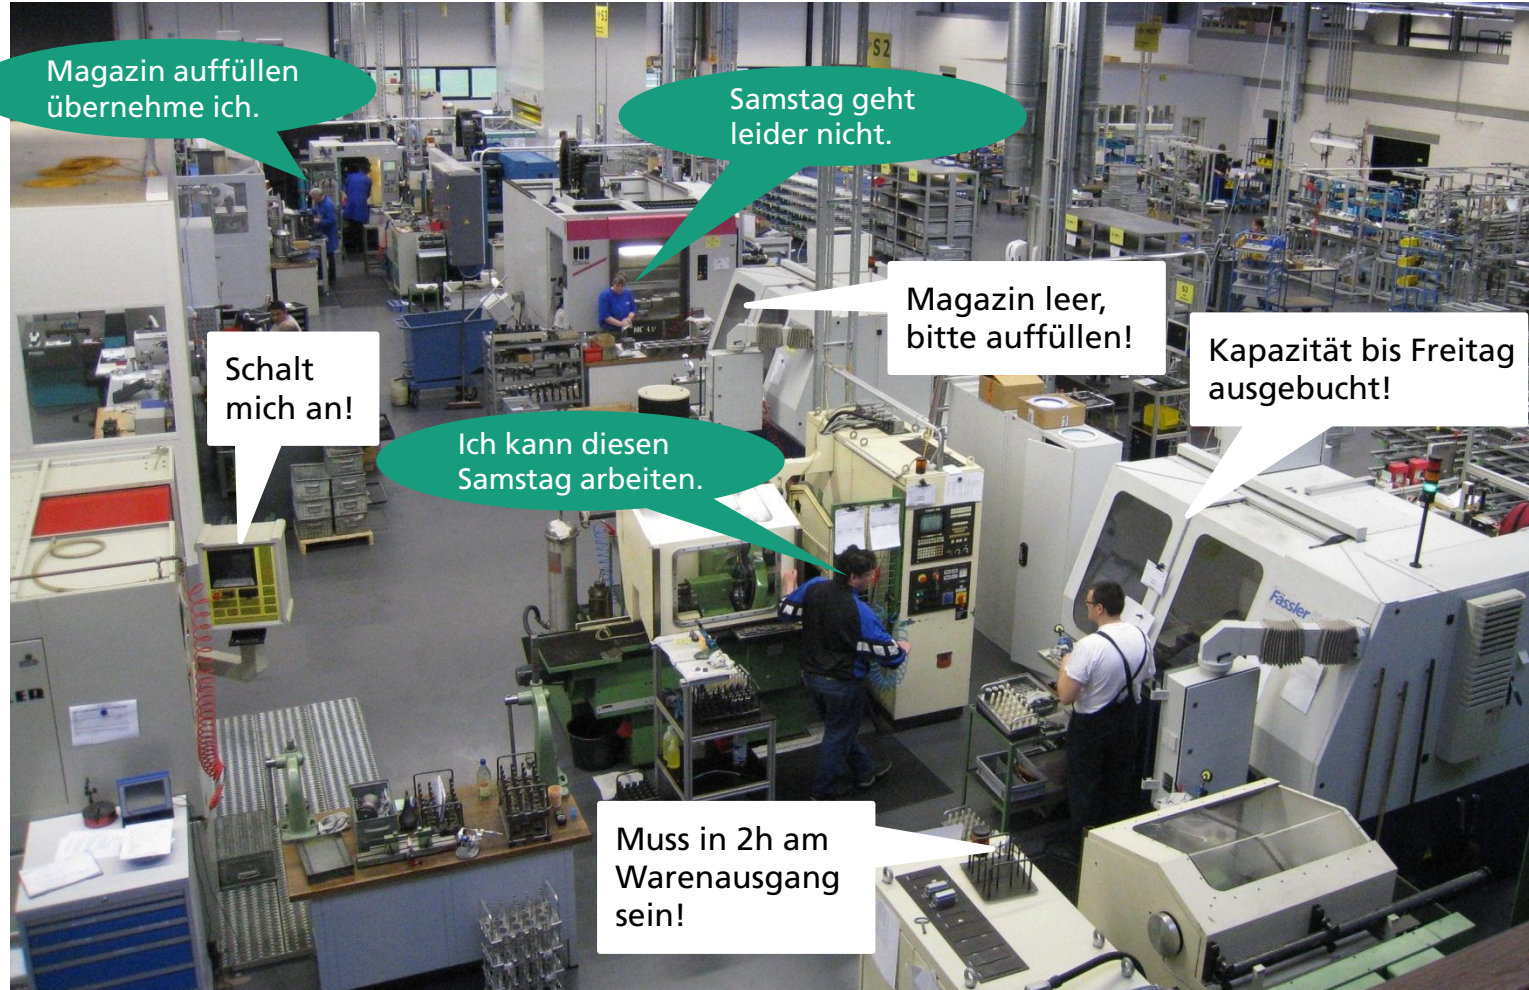 Magazin auffüllen
übernehme ich.
Samstag geht
leider nicht.
Magazin leer,
bitte auffüllen!
Kapazität bis Freitag
ausgebucht!
Schalt
mich an!
Ich kann diesen
Samstag arbeiten.
Muss in 2h am
Warenausgang
sein!
S2
Fässler